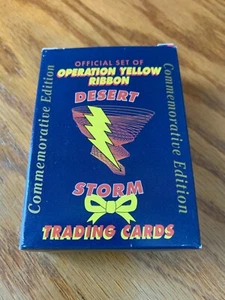 OFFICIAL SET OF
OPERATION YELLOW
RIBBON
DESERT
STORM
TRADING CARDS
Commemorative Edition
Commemorative Edition